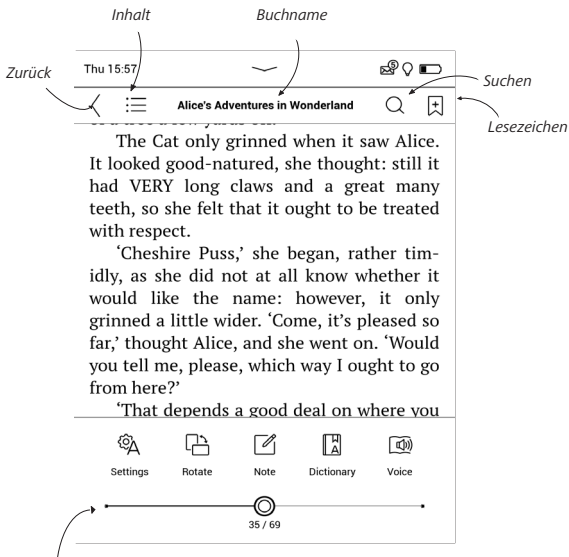 Inhalt
Buchname
Zurück
Thu 15:57
5
Suchen
Alice's Adventures in Wonderland
Lesezeichen
The Cat only grinned when it saw Alice.
It looked good-natured, she thought: still it
had VERY long claws and a great many
teeth, so she felt that it ought to be treated
with respect.
‘Cheshire Puss,’ she began, rather tim-
idly, as she did not at all know whether it
would like the name: however, it only
grinned a little wider. ‘Come, it’s pleased so
far,’ thought Alice, and she went on. ‘Would
you tell me, please, which way I ought to go
from here?’
‘That depends a good deal on where you
Settings Rotate Note Dictionary Voice
35 / 69